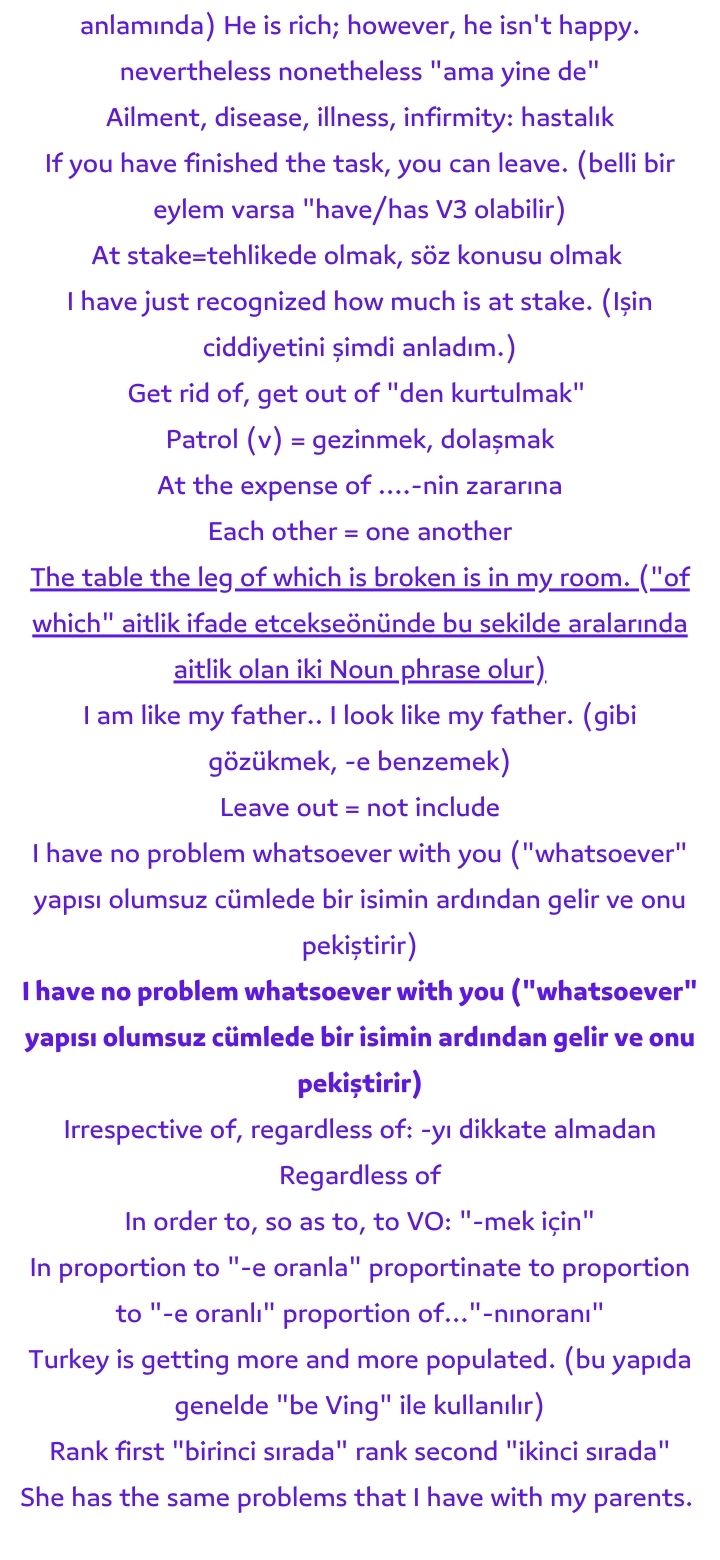 anlamında) He is rich; however, he isn't happy.
nevertheless nonetheless "ama yine de"
Ailment, disease, illness, infirmity: hastalık
If you have finished the task, you can leave. (belli bir
eylem varsa "have/has V3 olabilir)
At stake=tehlikede olmak, söz konusu olmak
I have just recognized how much is at stake. (Işin
ciddiyetini şimdi anladım.)
Get rid of, get out of "den kurtulmak"
Patrol (v) = gezinmek, dolaşmak
At the expense of ....-nin zararına
Each other = one another
The table the leg of which is broken is in my room. ("of
which" aitlik ifade etcekseönünde bu sekilde aralarında
aitlik olan iki Noun phrase olur)
I am like my father.. I look like my father. (gibi
gözükmek, -e benzemek)
Leave out = not include
I have no problem whatsoever with you ("whatsoever"
yapısı olumsuz cümlede bir isimin ardından gelir ve onu
pekiştirir)
I have no problem whatsoever with you ("whatsoever"
yapısı olumsuz cümlede bir isimin ardından gelir ve onu
pekiştirir)
Irrespective of, regardless of: -yı dikkate almadan
Regardless of
In order to, so as to, to VO: "-mek için"
In proportion to "-e oranla" proportinate to proportion
to "-e oranlı" proportion of..."-nınoranı"
Turkey is getting more and more populated. (bu yapıda
genelde "be Ving" ile kullanılır)
Rank first "birinci sırada" rank second "ikinci sırada"
She has the same problems that I have with my parents.